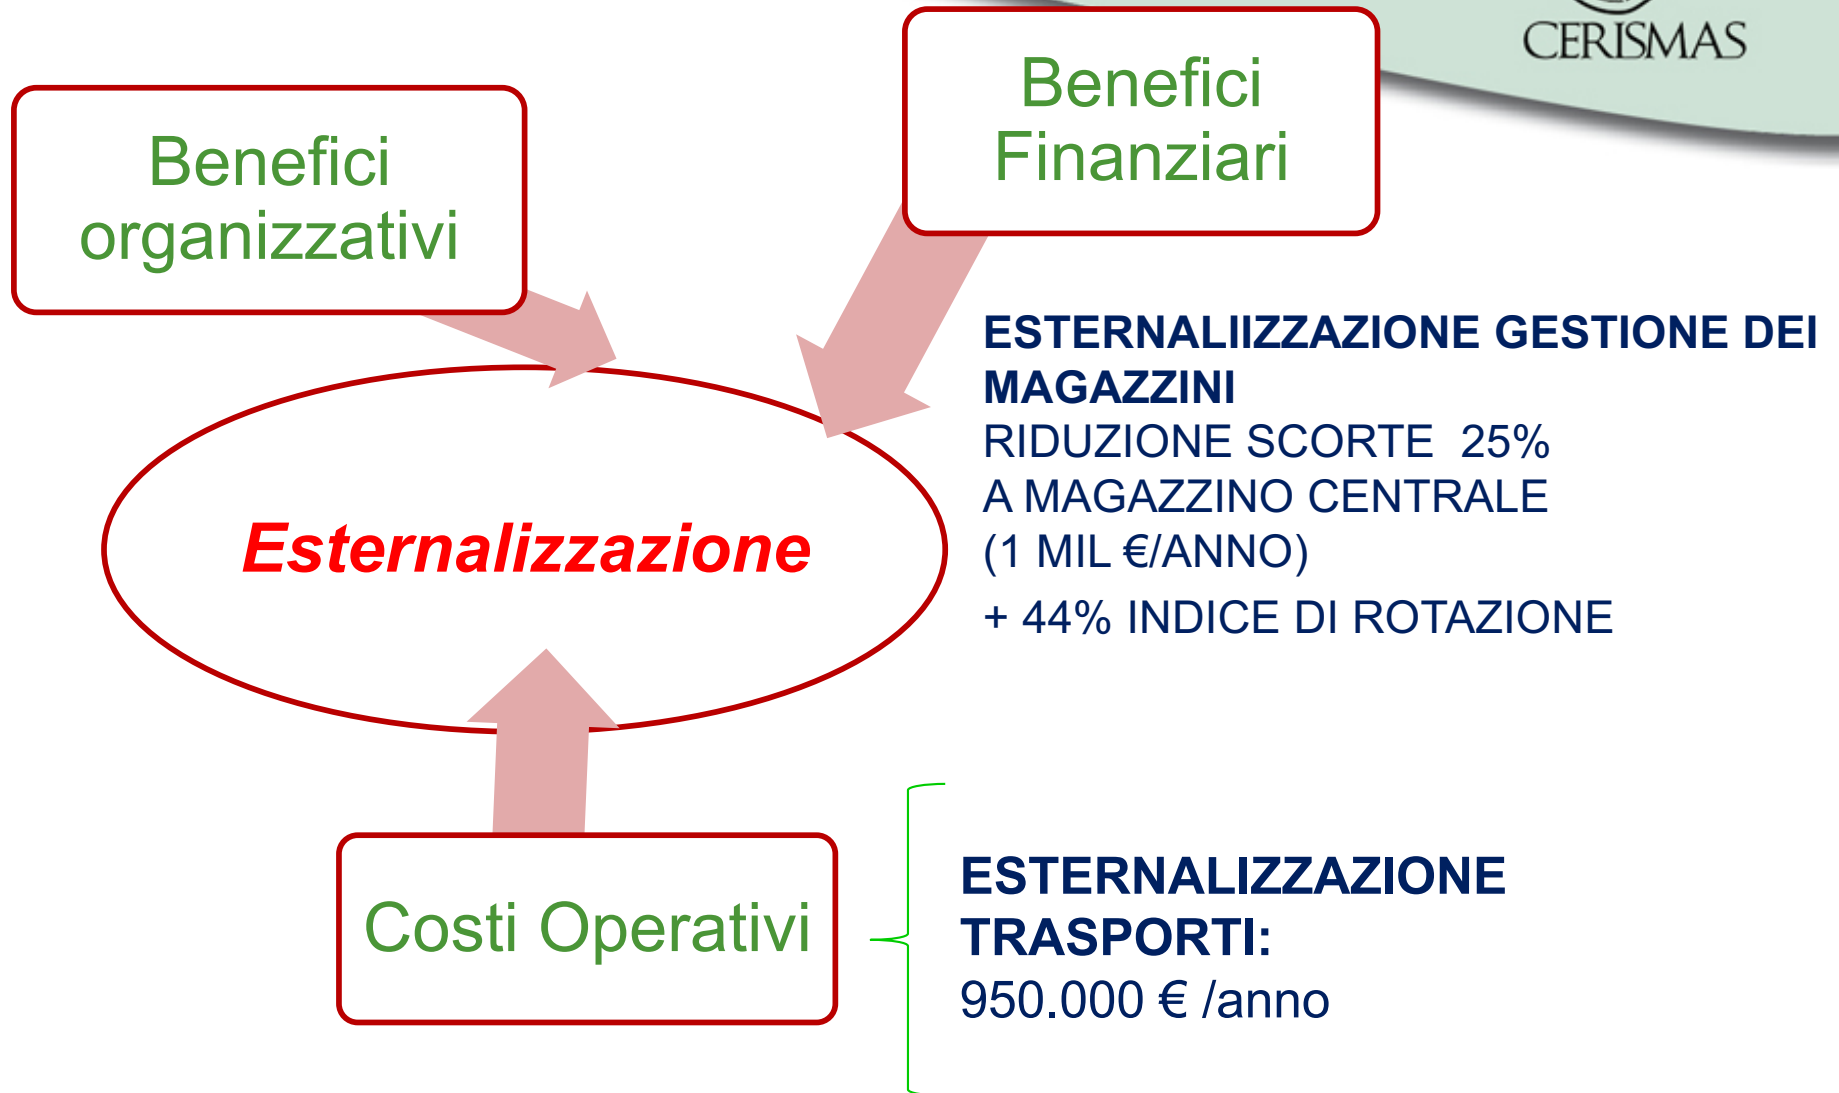 CERISMAS
Benefici
organizzativi
Benefici
Finanziari
ESTERNALIIZZAZIONE GESTIONE DEI
MAGAZZINI
RIDUZIONE SCORTE 25%
A MAGAZZINO CENTRALE
(1 MIL €/ANNO)
+ 44% INDICE DI ROTAZIONE
Esternalizzazione
Costi Operativi
ESTERNALIZZAZIONE
TRASPORTI:
950.000 € /anno